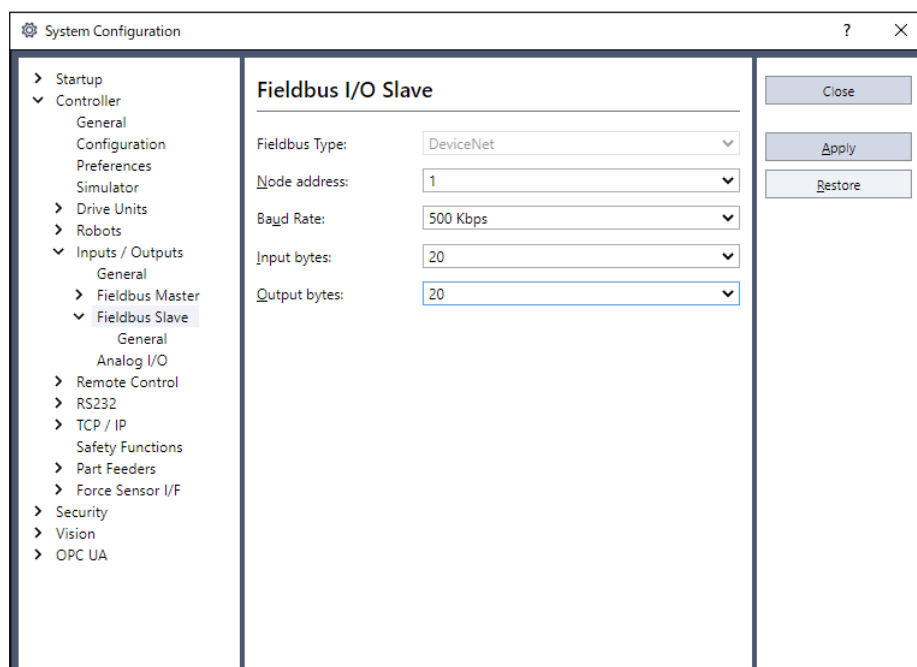 System Configuration
?
Startup
Controller
General
Configuration
Preferences
Simulator
Drive Units
Robots
Inputs / Outputs
General
Fieldbus Master
Fieldbus Slave
General
Analog I/O
Remote Control
RS232
TCP / IP
Safety Functions
Part Feeders
Force Sensor I/F
Security
Vision
OPC UA
Fieldbus I/O Slave
Fieldbus Type: DeviceNet
Node address: 1
Baud Rate: 500 Kbps
Input bytes: 20
Output bytes: 20
Close
Apply
Restore